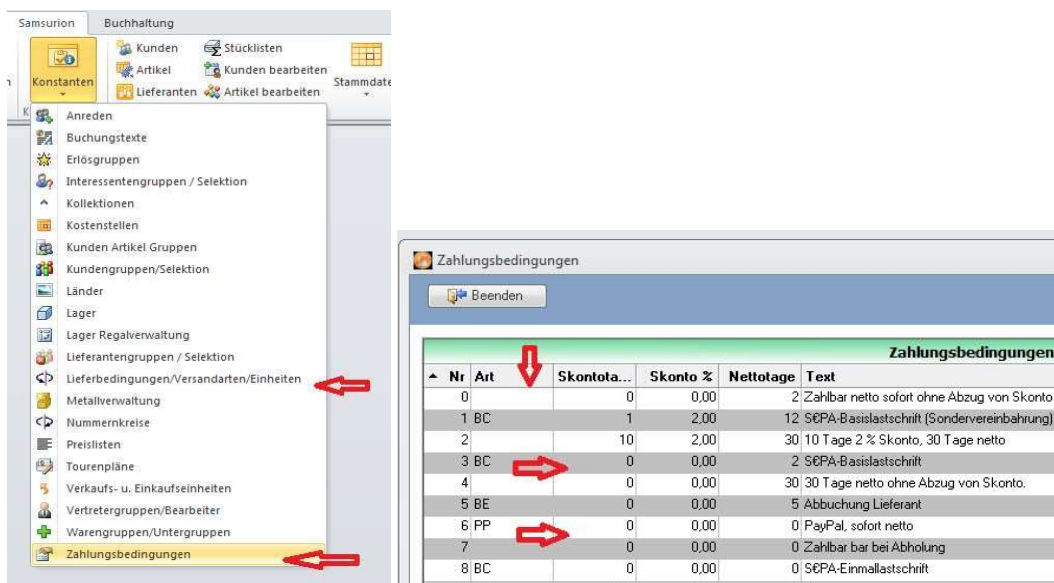 Samsurion Buchhaltung
Konstanten
Kunden Stücklisten
Artikel Kunden bearbeiten
Lieferanten Artikel bearbeiten
Stammdate
K
Anreden
Buchungstexte
Erlösgruppen
Interessentengruppen / Selektion
Kollektionen
Kostenstellen
Kunden Artikel Gruppen
Kundengruppen/Selektion
Länder
Lager
Lager Regalverwaltung
Lieferantengruppen / Selektion
Lieferbedingungen/Versandarten/Einheiten
Metallverwaltung
Nummernkreise
Preislisten
Tourenpläne
Verkaufs- u. Einkaufseinheiten
Vertretergruppen/Bearbeiter
Warengruppen/Untergruppen
Zahlungsbedingungen
Zahlungsbedingungen
Beenden
Zahlungsbedingungen
Nr Art Skontota... Skonto % Nettotage Text
0 0 0,00 2 Zahlbar netto sofort ohne Abzug von Skonto
1 BC 1 2,00 12 S€PA-Basislastschrift (Sondervereinbahrung)
2 10 2,00 30 10 Tage 2 % Skonto, 30 Tage netto
3 BC 0 0,00 2 S€PA-Basislastschrift
4 0 0,00 30 30 Tage netto ohne Abzug von Skonto.
5 BE 0 0,00 5 Abbuchung Lieferant
6 PP 0 0,00 0 PayPal, sofort netto
7 0 0,00 0 Zahlbar bar bei Abholung
8 BC 0 0,00 0 S€PA-Einmallastschrift